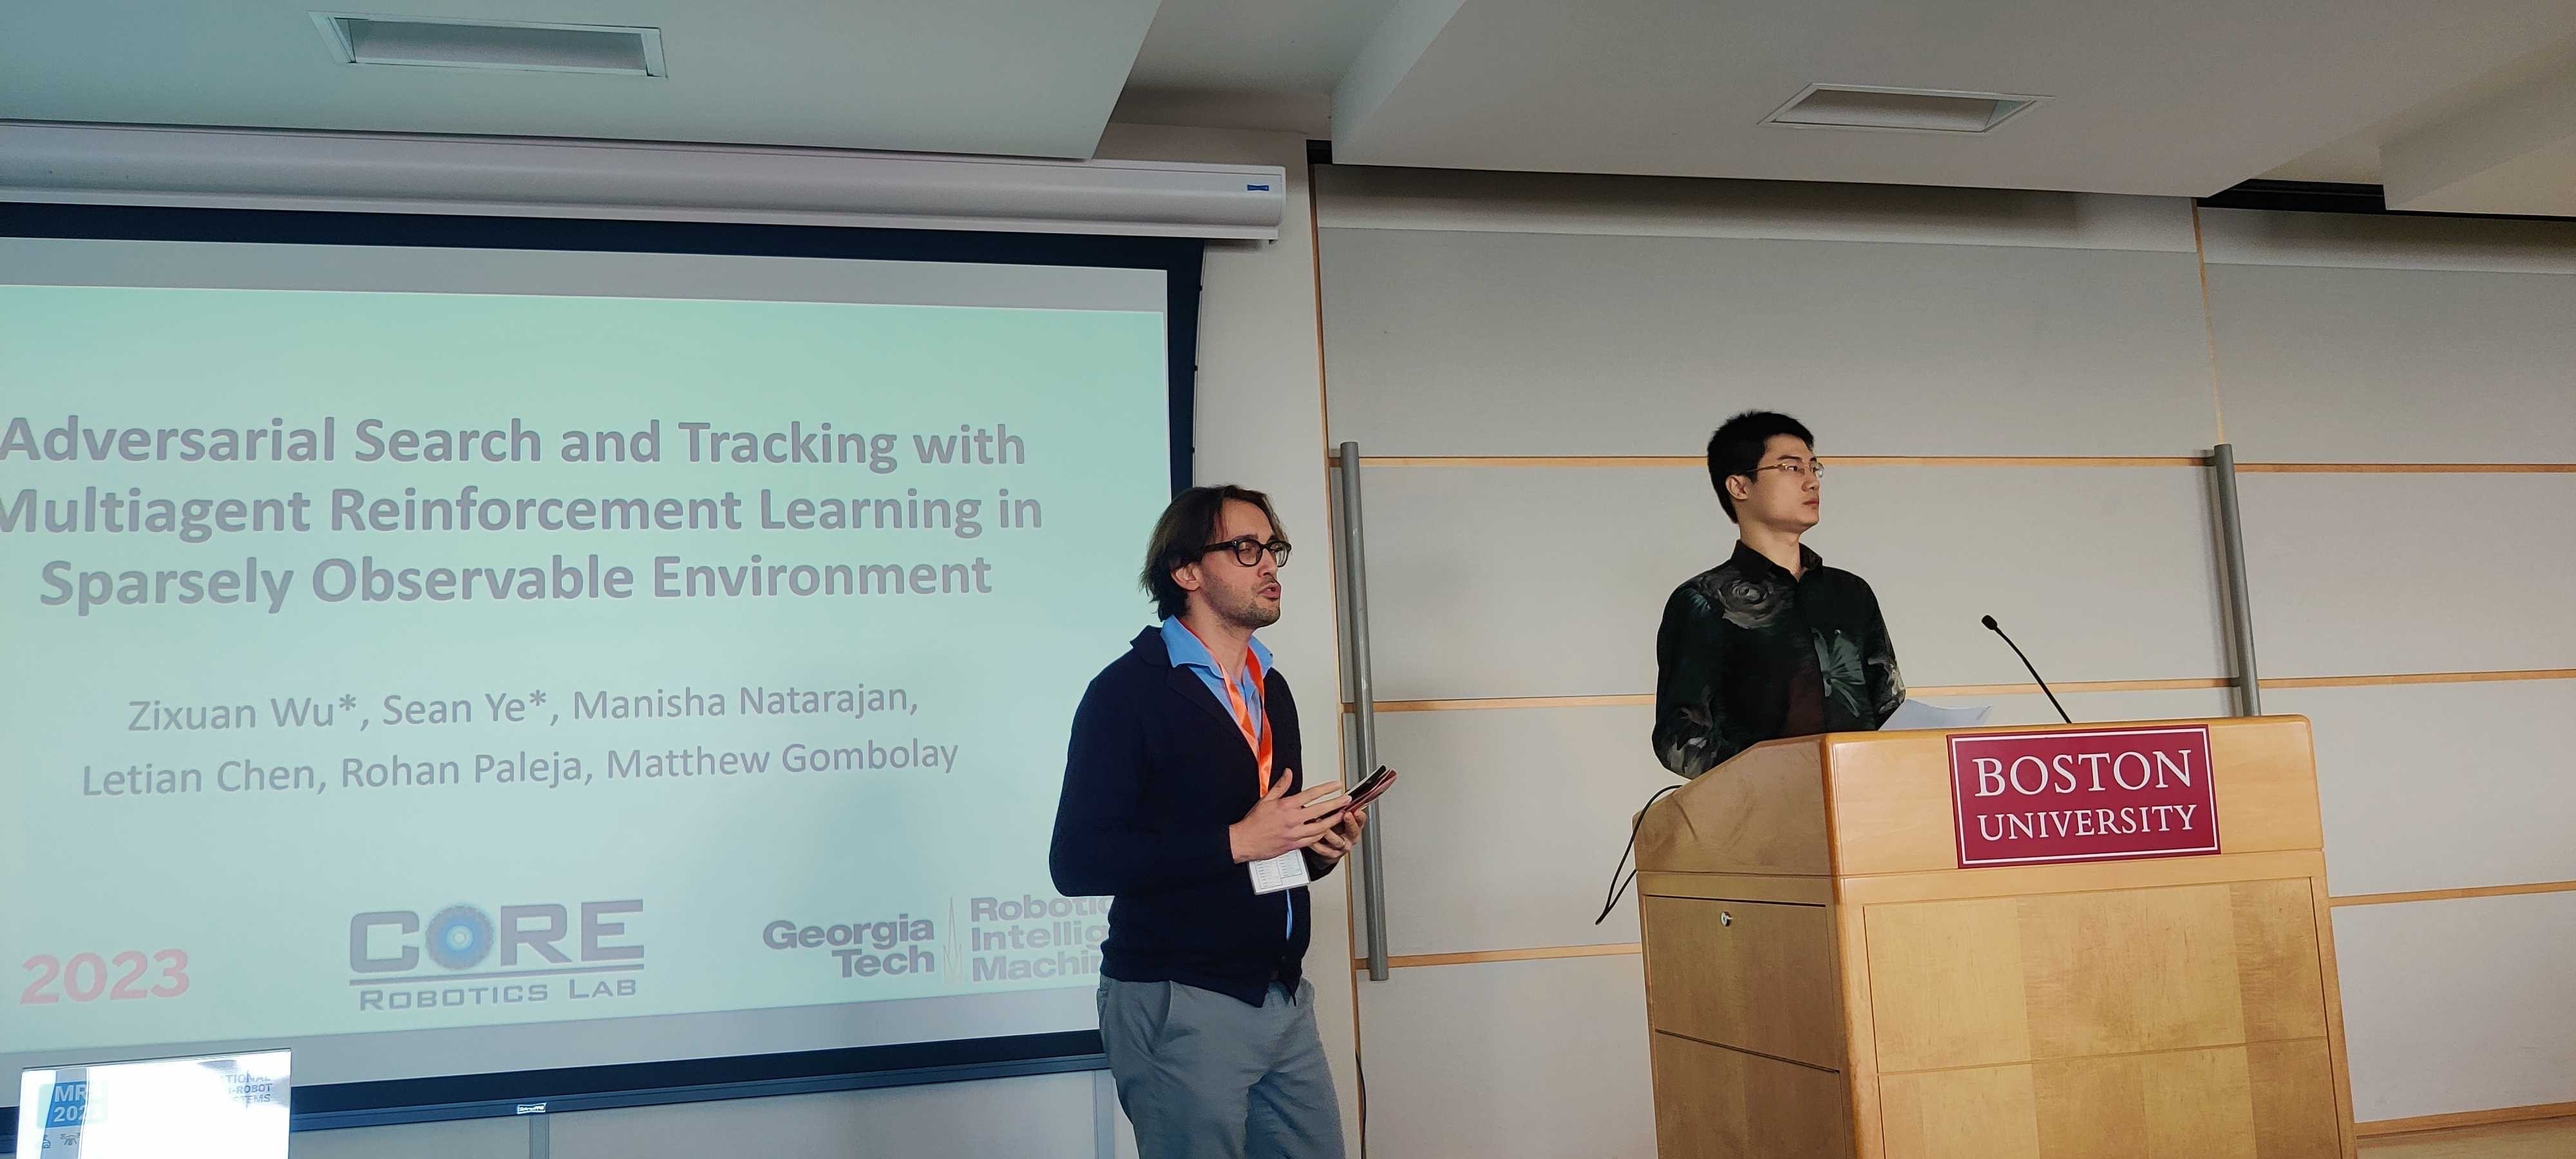 Adversarial Search and Tracking with
Multiagent Reinforcement Learning in
Sparsely Observable Environment
Zixuan Wu*, Sean Ye*, Manisha Natarajan,
Letian Chen, Rohan Paleja, Matthew Gombolay
2023
CORE
ROBOTICS LAB
Georgia
Tech
BOSTON
UNIVERSITY